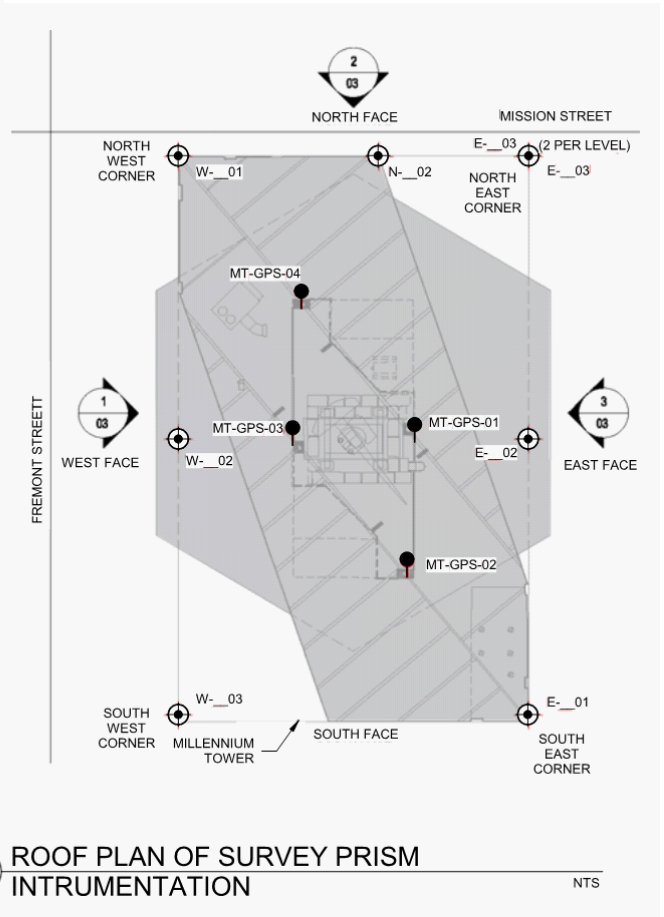 2
03
NORTH FACE
MISSION STREET
NORTH
WEST
CORNER
W-__01
N-__02
E-__03
(2 PER LEVEL)
E-__03
NORTH
EAST
CORNER
MT-GPS-04
1
03
WEST FACE
FREMONT STREETT
W-__02
MT-GPS-03
MT-GPS-01
E-__02
3
03
EAST FACE
MT-GPS-02
W-__03
SOUTH
WEST
CORNER
MILLENNIUM
TOWER
SOUTH FACE
E-__01
SOUTH
EAST
CORNER
ROOF PLAN OF SURVEY PRISM
INTRUMENTATION
NTS